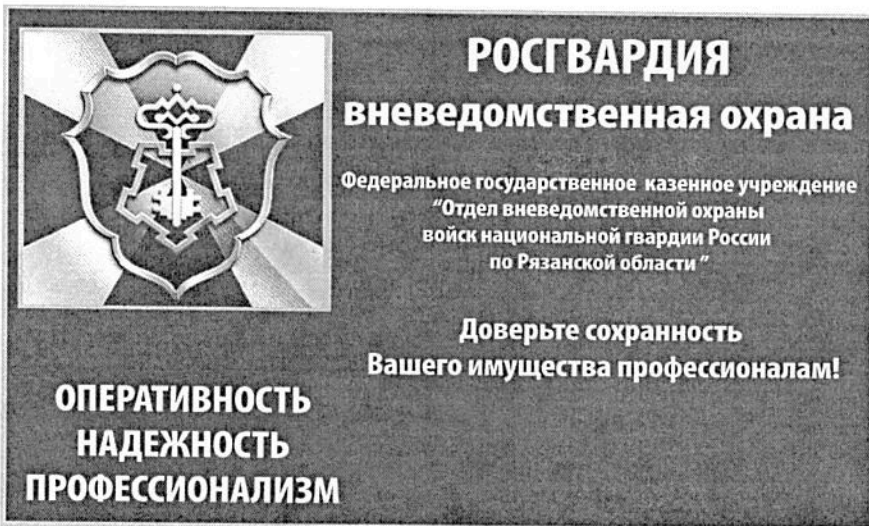 РОСГВАРДИЯ
вневедомственная охрана
Федеральное государственное казенное учреждение
"Отдел вневедомственной охраны
войск национальной гвардии России
по Рязанской области"
Доверьте сохранность
Вашего имущества профессионалам!
ОПЕРАТИВНОСТЬ
НАДЕЖНОСТЬ
ПРОФЕССИОНАЛИЗМ